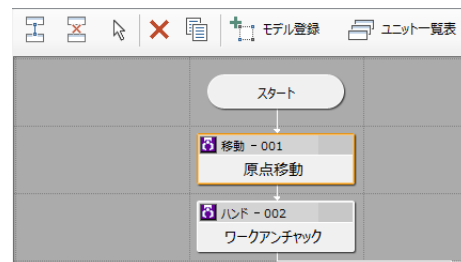 モデル登録 ユニット一覧表
スタート
移動 - 001
原点移動
ハンド - 002
ワークアンチャック